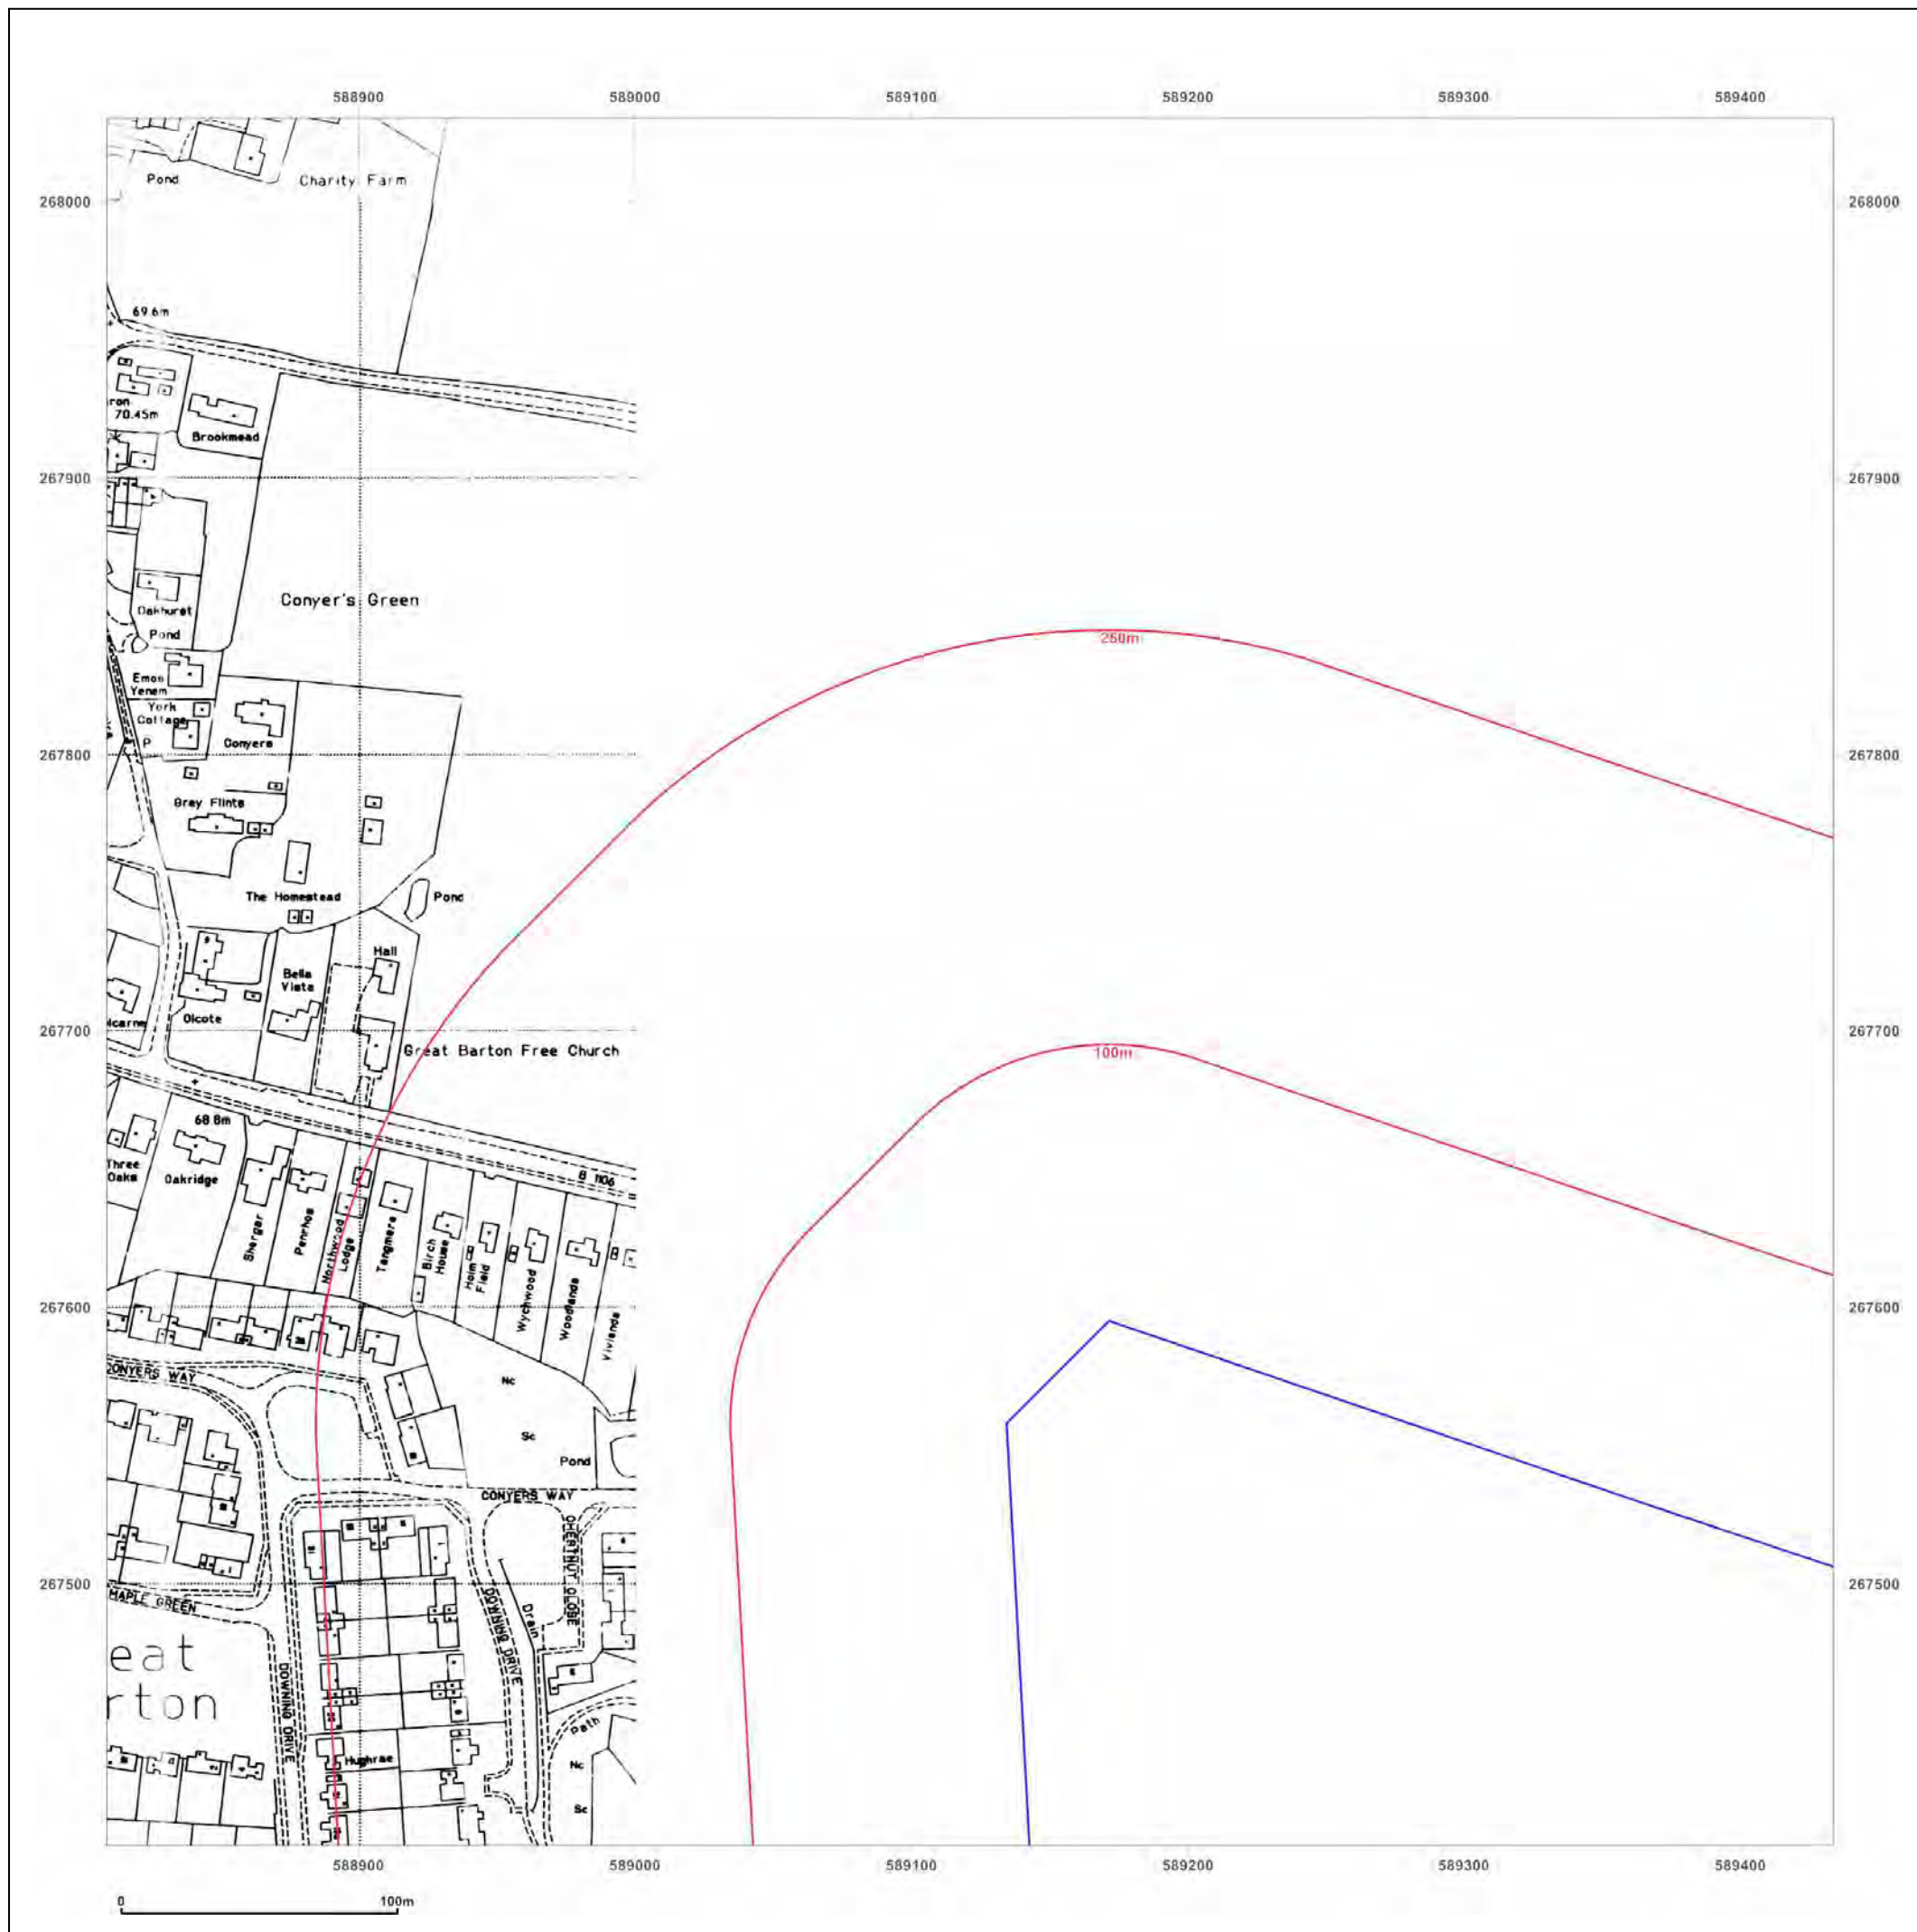 588900 589000 589100 589200 589300 589400
Pond
Charity Farm
268000 268000
69.6m
70.45m
Brookmead
267900 267900
Conyer's Green
Oakhurst
Pond
Emon
Yenem
York
Cottage
P
Conyers
250m
267800 267800
Grey Flints
The Homestead
Pond
Hall
Bella
Vista
Olcote
lcarne
267700 267700
Great Barton Free Church
100m
68.8m
B 1106
Three
Oaks
Oakridge
Shergar
Penrhos
Northwood
Lodge
Tangmere
Birch
House
Holm
Field
Wychwood
Woodlands
Vivienda
267600 267600
CONYERS WAY
Nc
Sc
Pond
CONYERS WAY
CHESTNUT CLOSE
267500 267500
MAPLE GREEN
DOWNING DRIVE
Drain
eat
rton
DOWNING DRIVE
Path
Hughrae
Nc
Sc
588900 589000 589100 589200 589300 589400
0 100m